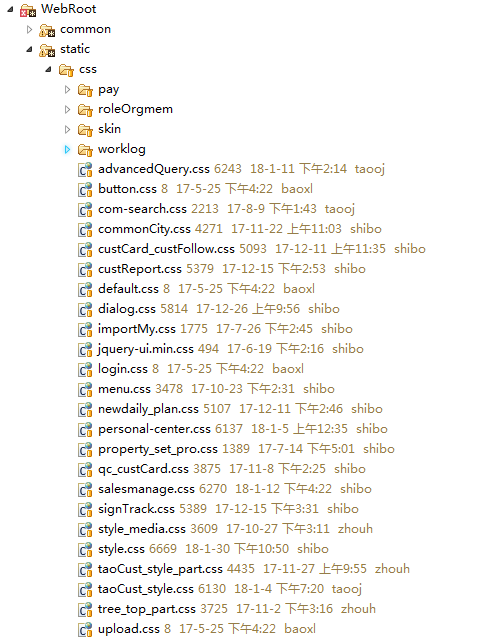 WebRoot
common
static
css
pay
roleOrgmem
skin
worklog
advancedQuery.css 6243 18-1-11 下午2:14 taooj
button.css 8 17-5-25 下午4:22 baoxl
com-search.css 2213 17-8-9 下午1:43 taooj
commonCity.css 4271 17-11-22 上午11:03 shibo
custCard_custFollow.css 5093 17-12-11 上午11:35 shibo
custReport.css 5379 17-12-15 下午2:53 shibo
default.css 8 17-5-25 下午4:22 baoxl
dialog.css 5814 17-12-26 上午9:56 shibo
importMy.css 1775 17-7-26 下午2:45 shibo
jquery-ui.min.css 494 17-6-19 下午2:16 shibo
login.css 8 17-5-25 下午4:22 baoxl
menu.css 3478 17-10-23 下午2:31 shibo
newdaily_plan.css 5107 17-12-11 下午2:46 shibo
personal-center.css 6137 18-1-5 上午12:35 shibo
property_set_pro.css 1389 17-7-14 下午5:01 shibo
qc_custCard.css 3875 17-11-8 下午2:25 shibo
salesmanage.css 6270 18-1-12 下午4:22 shibo
signTrack.css 5389 17-12-15 下午3:31 shibo
style_media.css 3609 17-10-27 下午3:11 zhouh
style.css 6669 18-1-30 下午10:50 shibo
taoCust_style_part.css 4435 17-11-27 上午9:55 zhouh
taoCust_style.css 6130 18-1-4 下午7:20 taooj
tree_top_part.css 3725 17-11-2 下午3:16 zhouh
upload.css 8 17-5-25 下午4:22 baoxl